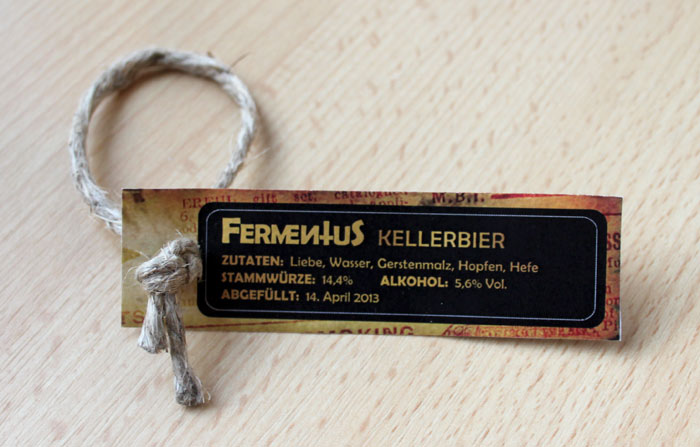 M.B.I.
FERMENTUS KELLERBIER
ZUTATEN: Liebe, Wasser, Gerstenmalz, Hopfen, Hefe
STAMMWÜRZE: 14,4% ALKOHOL: 5,6% Vol.
ABGEFÜLLT: 14. April 2013